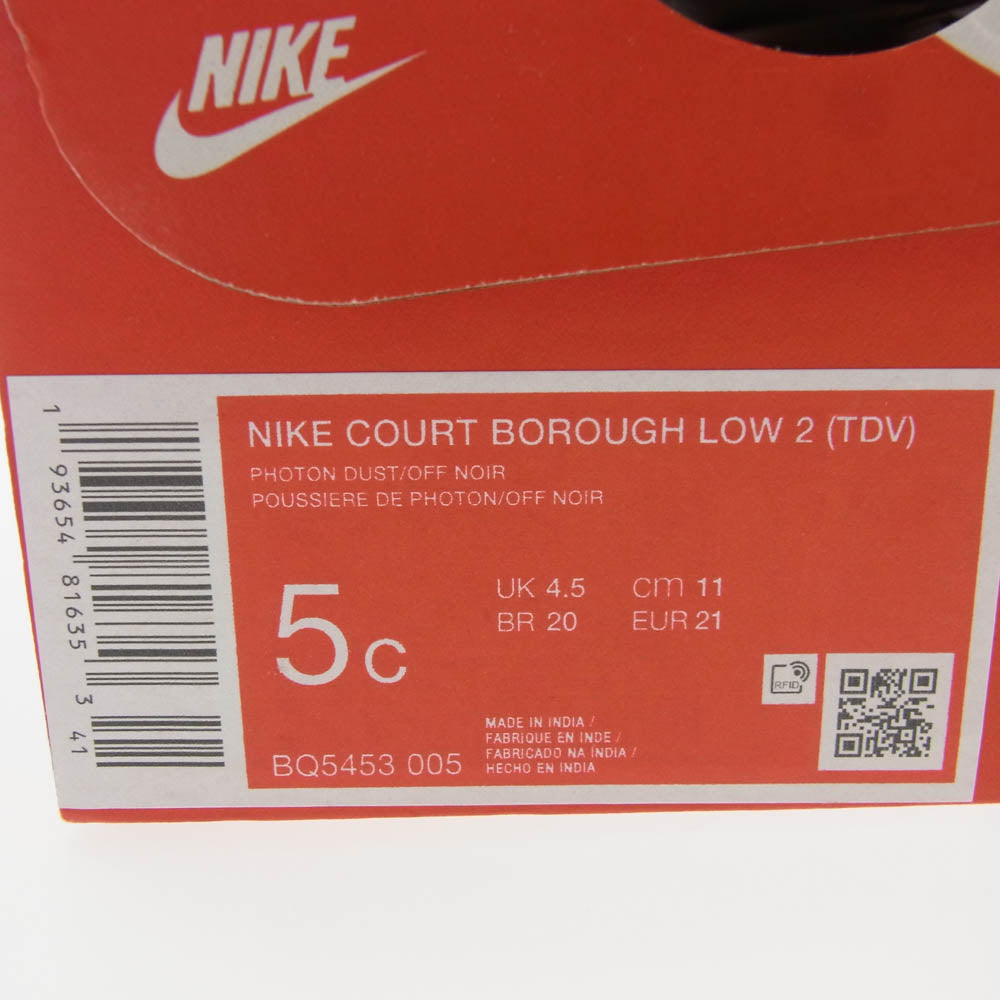 NIKE
NIKE COURT BOROUGH LOW 2 (TDV)
PHOTON DUST/OFF NOIR
POUSSIERE DE PHOTON/OFF NOIR
5C
UK 4.5 CM 11
BR 20 EUR 21
RFID
BQ5453 005
MADE IN INDIA /
FABRIQUE EN INDE /
FABRICADO NA INDIA /
HECHO EN INDIA
1 93654 81635 3 41